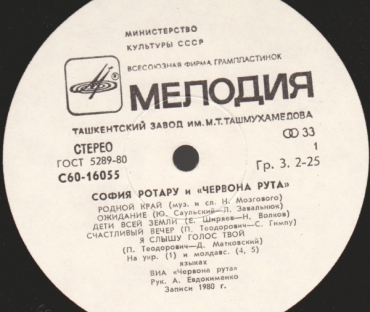 МИНИСТЕРСТВО
КУЛЬТУРЫ СССР
ВСЕСОЮЗНАЯ ФИРМА ГРАМПЛАСТИНОК
МЕЛОДИЯ
ТАШКЕНТСКИЙ ЗАВОД ИМ. М.Т. ТАШМУХАМЕДОВА
СТЕРЕО
33
ГОСТ 5289-80
1
С60-16055
Гр. 3. 2-25
СОФИЯ РОТАРУ и «ЧЕРВОНА РУТА»
РОДНОЙ КРАЙ (муз. и сл. Н. Мозгового)
ОЖИДАНИЕ (Ю. Саульский—Л. Завальнюк)
ДЕТИ ВСЕЙ ЗЕМЛИ (Е. Ширяев—Н. Волков)
СЧАСТЛИВЫЙ ВЕЧЕР (П. Теодорович—С. Гимпу)
Я СЛЫШУ ГОЛОС ТВОЙ
(П. Теодорович—Д. Матковский)
На укр. (1) и молдавс. (4, 5)
языках
ВИА «Червона рута»
Рук. А. Евдокименко
Записи 1980 г.